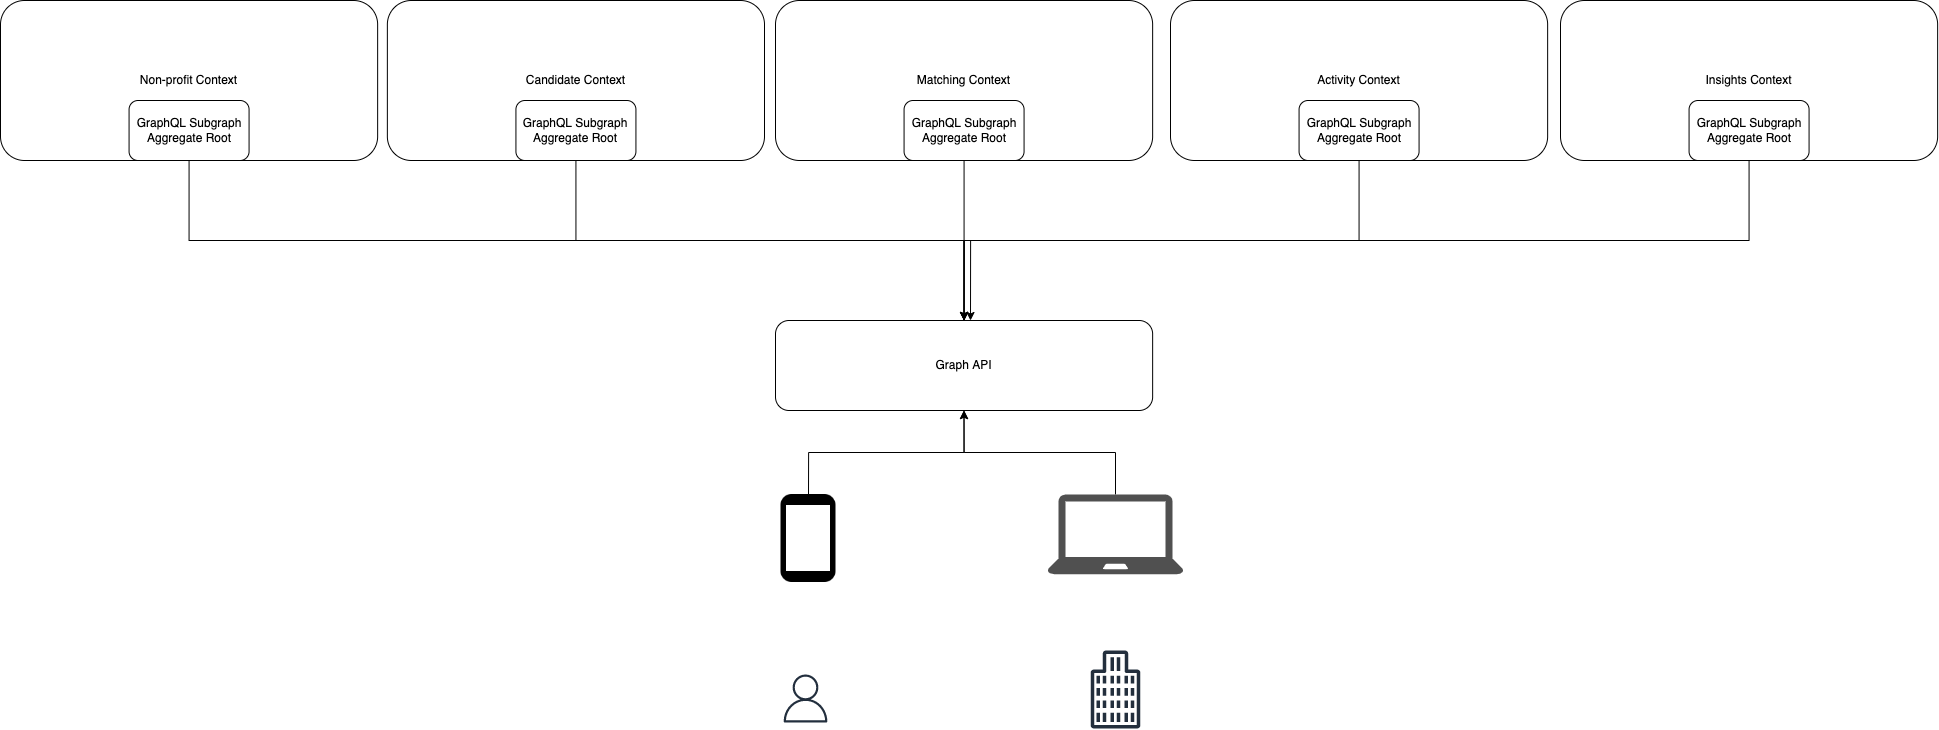 Non-profit Context
Candidate Context
Matching Context
Activity Context
Insights Context
GraphQL Subgraph
Aggregate Root
GraphQL Subgraph
Aggregate Root
GraphQL Subgraph
Aggregate Root
GraphQL Subgraph
Aggregate Root
GraphQL Subgraph
Aggregate Root
Graph API